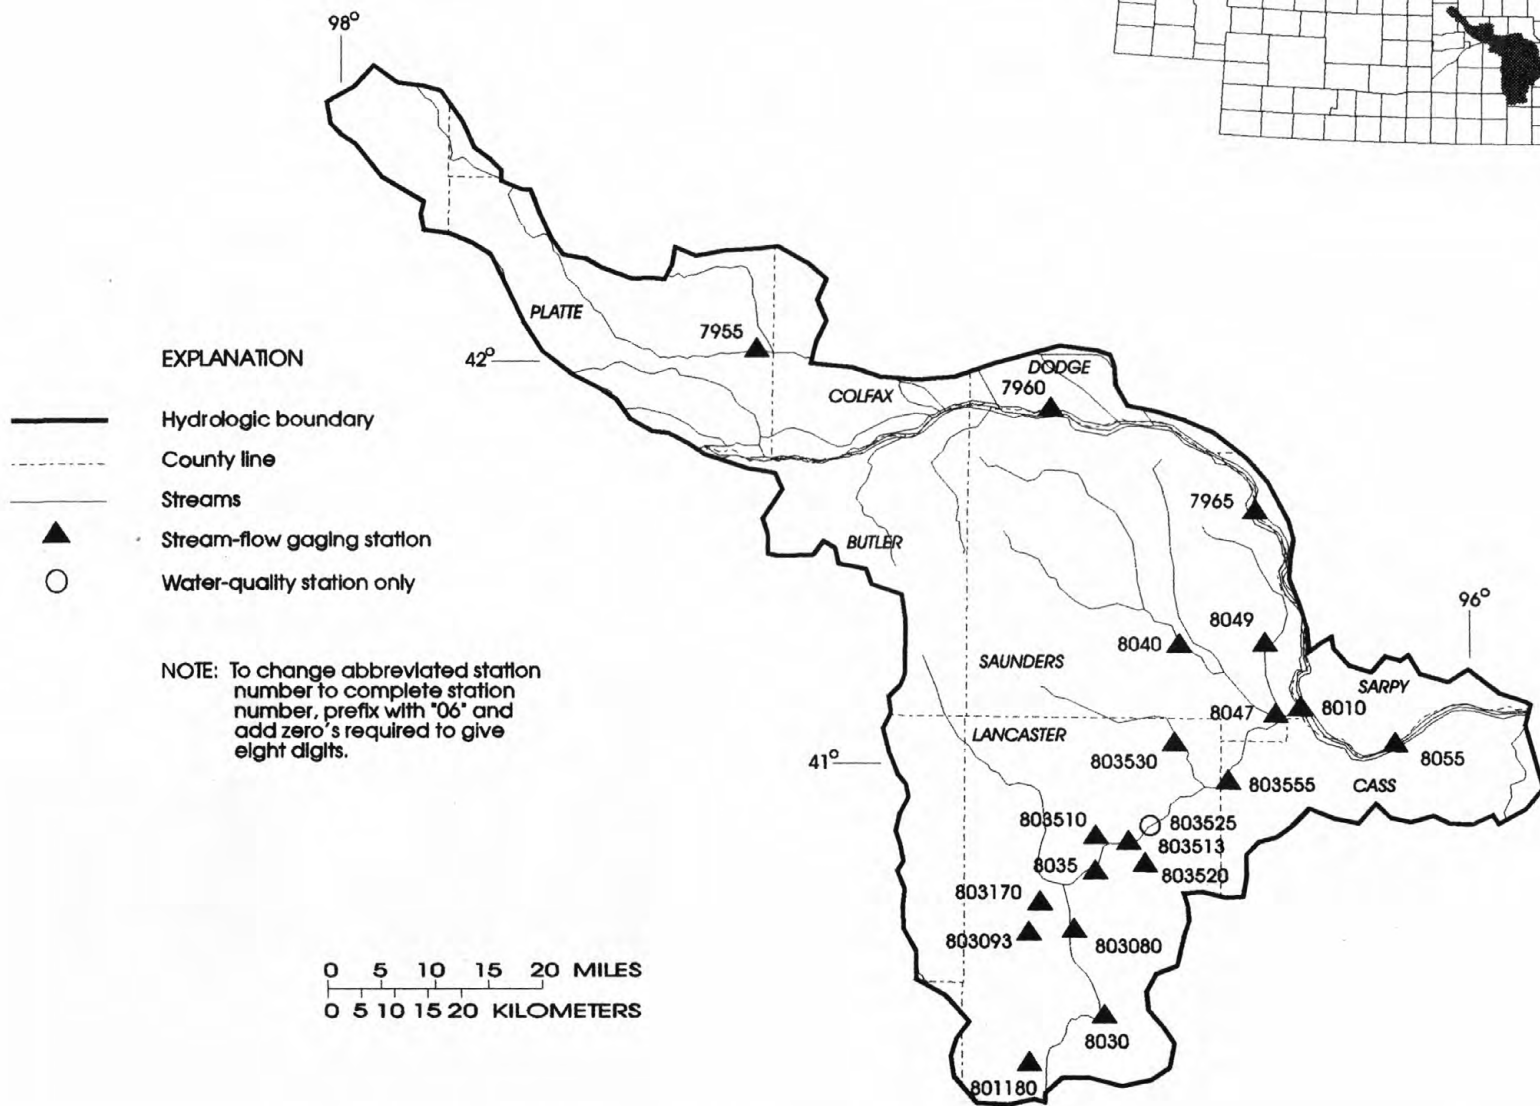 98°
PLATTE
7955
42°
EXPLANATION
Hydrologic boundary
County line
Streams
Stream-flow gaging station
Water-quality station only
NOTE: To change abbreviated station
number to complete station
number, prefix with "06" and
add zero's required to give
eight digits.
COLFAX
DODGE
7960
7965
BUTLER
96°
8049
8040
SAUNDERS
SARPY
8047
8010
LANCASTER
8055
41°
803530
803555
CASS
803510
803525
803513
8035
803520
803170
803093
803080
8030
801180
0 5 10 15 20 MILES
0 5 10 15 20 KILOMETERS